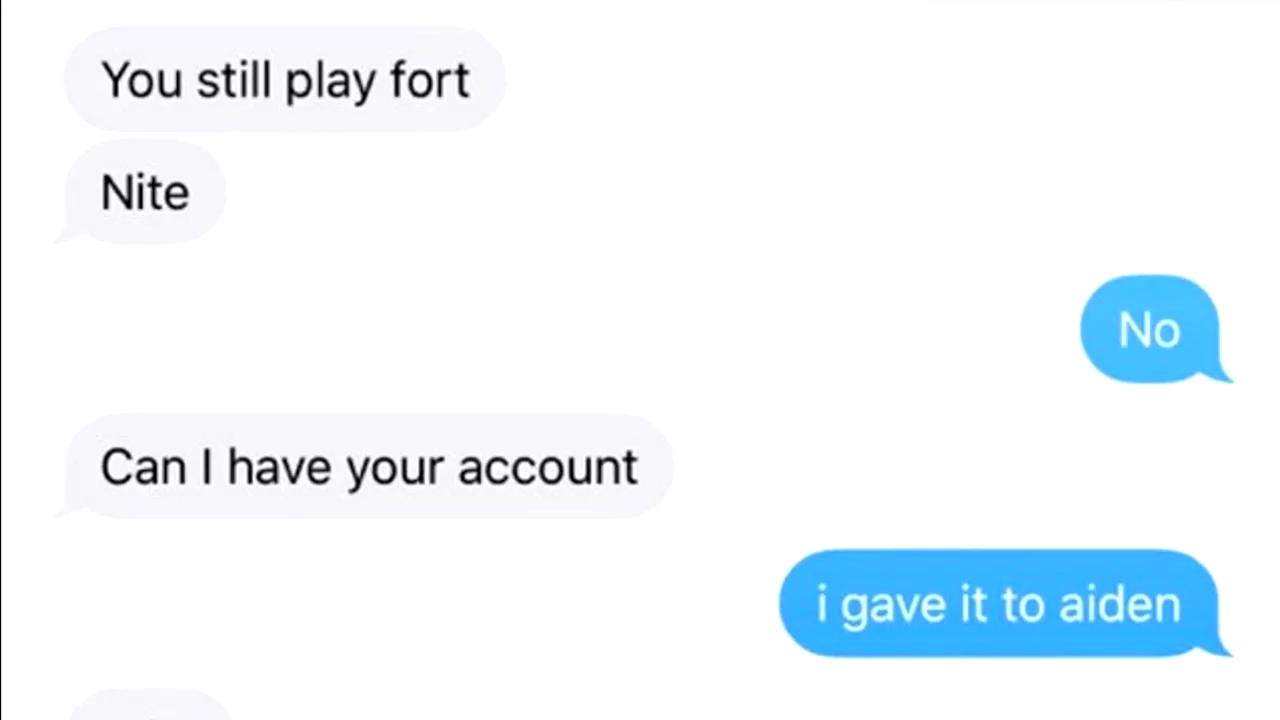 You still play fort
Nite
No
Can I have your account
i gave it to aiden